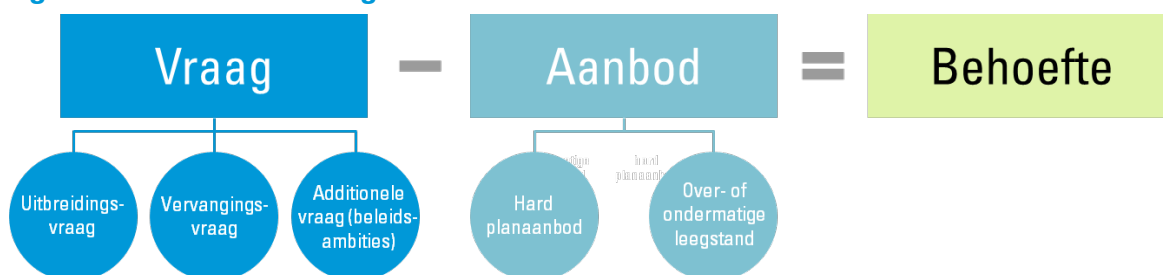 Vraag
–
Aanbod
=
Behoefte
Uitbreidings-
vraag
Vervangings-
vraag
Additionele
vraag (beleids-
ambities)
Hard
planaanbod
Over- of
ondermatige
leegstand